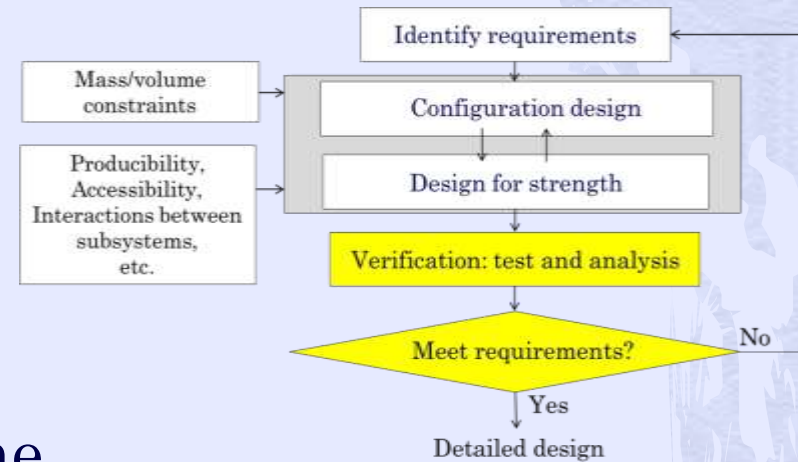 Identify requirements
Mass/volume
constraints
Configuration design
Producibility,
Accessibility,
Interactions between
subsystems,
etc.
Design for strength
Verification: test and analysis
Meet requirements?
No
Yes
Detailed design